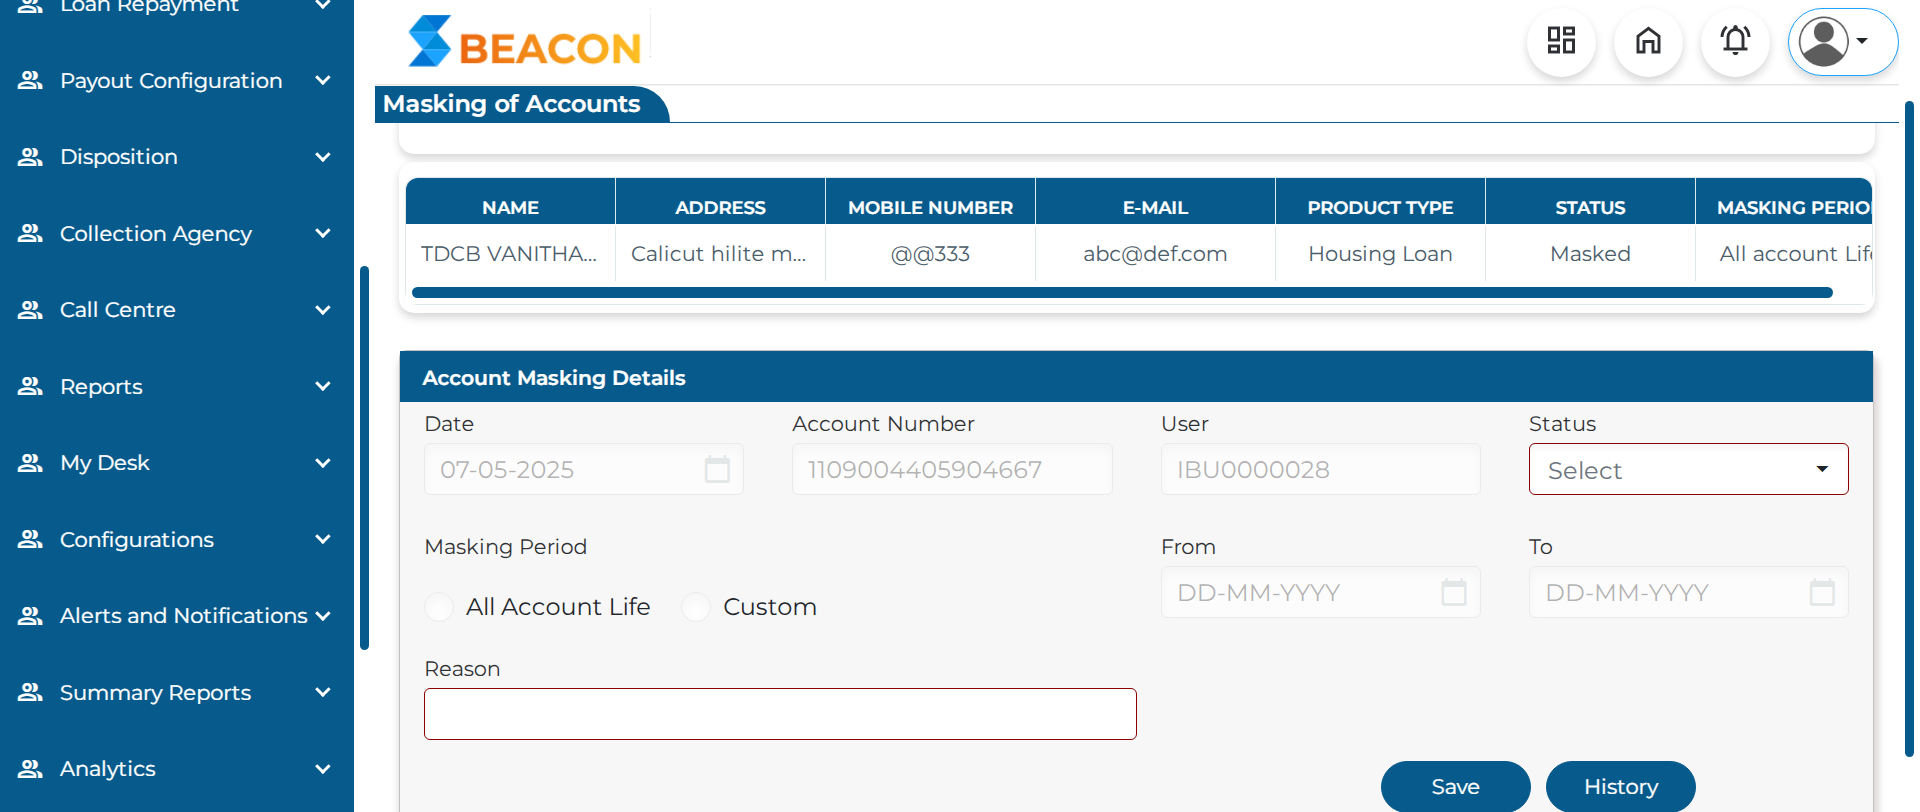 Loan Repayment
Payout Configuration
Disposition
Collection Agency
Call Centre
Reports
My Desk
Configurations
Alerts and Notifications
Summary Reports
Analytics
BEACON
Masking of Accounts
NAME ADDRESS MOBILE NUMBER E-MAIL PRODUCT TYPE STATUS MASKING PERIO
TDCB VANITHA... Calicut hilite m... @@333 abc@def.com Housing Loan Masked All account Life
Account Masking Details
Date Account Number User Status
07-05-2025 1109004405904667 IBU0000028 Select
Masking Period From To
All Account Life Custom DD-MM-YYYY DD-MM-YYYY
Reason
Save History